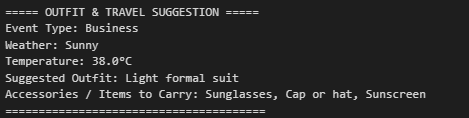 ===== OUTFIT & TRAVEL SUGGESTION =====
Event Type: Business
Weather: Sunny
Temperature: 38.0°C
Suggested Outfit: Light formal suit
Accessories / Items to Carry: Sunglasses, Cap or hat, Sunscreen
=======================================